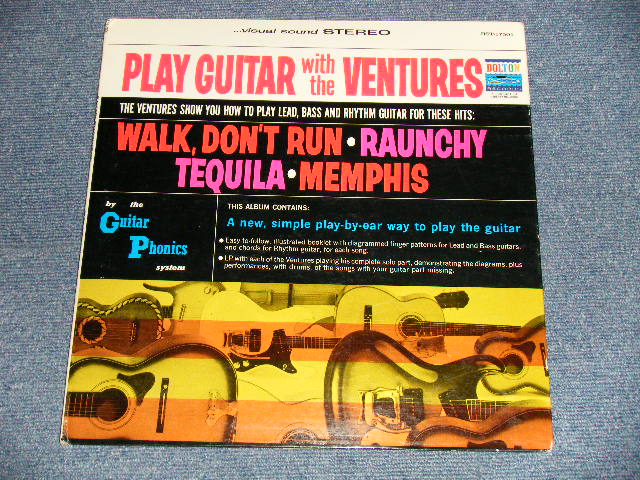 ...visual sound STEREO
PLAY GUITAR with the VENTURES
DOLTON
RECORDS
THE VENTURES SHOW YOU HOW TO PLAY LEAD, BASS AND RHYTHM GUITAR FOR THESE HITS:
WALK, DON'T RUN • RAUNCHY
TEQUILA • MEMPHIS
by the
Guitar
Phonics
system
THIS ALBUM CONTAINS:
A new, simple play-by-ear way to play the guitar
• Easy-to-follow, illustrated booklet with diagrammed finger patterns for Lead and Bass guitars,
and chords for Rhythm guitar, for each song.
• LP with each of the Ventures playing his complete solo part, demonstrating the diagrams, plus
performances, with drums, of the songs with your guitar part missing.